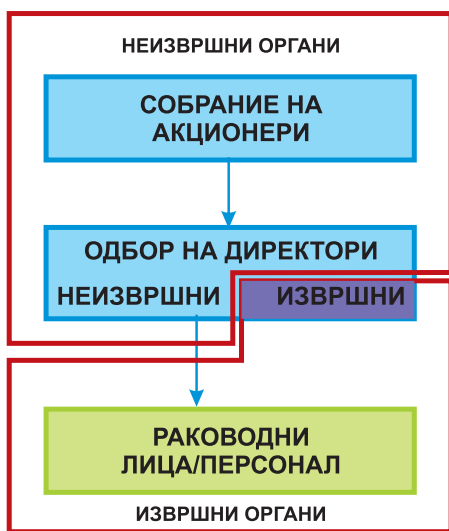 НЕИЗВРШНИ ОРГАНИ
СОБРАНИЕ НА
АКЦИОНЕРИ
ОДБОР НА ДИРЕКТОРИ
НЕИЗВРШНИ ИЗВРШНИ
РАКОВОДНИ
ЛИЦА/ПЕРСОНАЛ
ИЗВРШНИ ОРГАНИ